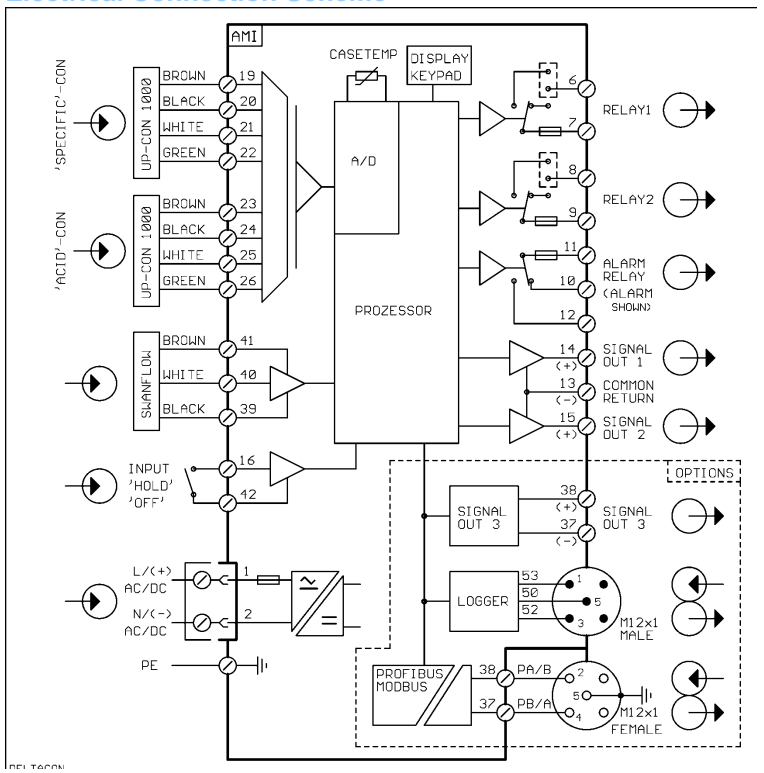 AMI
CASETEMP
DISPLAY
KEYPAD
'SPECIFIC'-CON
UP-CON 1000
BROWN 19
BLACK 20
WHITE 21
GREEN 22
A/D
6
7
RELAY1
'ACID'-CON
UP-CON 1000
BROWN 23
BLACK 24
WHITE 25
GREEN 26
8
9
RELAY2
11
10
12
ALARM
RELAY
(ALARM
SHOWN)
PROZESSOR
SWANFLOW
BROWN 41
WHITE 40
BLACK 39
14
(+)
SIGNAL
OUT 1
13
(-)
COMMON
RETURN
15
(+)
SIGNAL
OUT 2
INPUT
'HOLD'
'OFF'
16
42
OPTIONS
SIGNAL
OUT 3
38
(+)
37
(-)
SIGNAL
OUT 3
L/(+)
AC/DC
1
N/(-)
AC/DC
2
PE
LOGGER
53
50
52
1
5
3
M12x1
MALE
PROFIBUS
MODBUS
38 PA/B
37 PB/A
2
5
4
M12x1
FEMALE